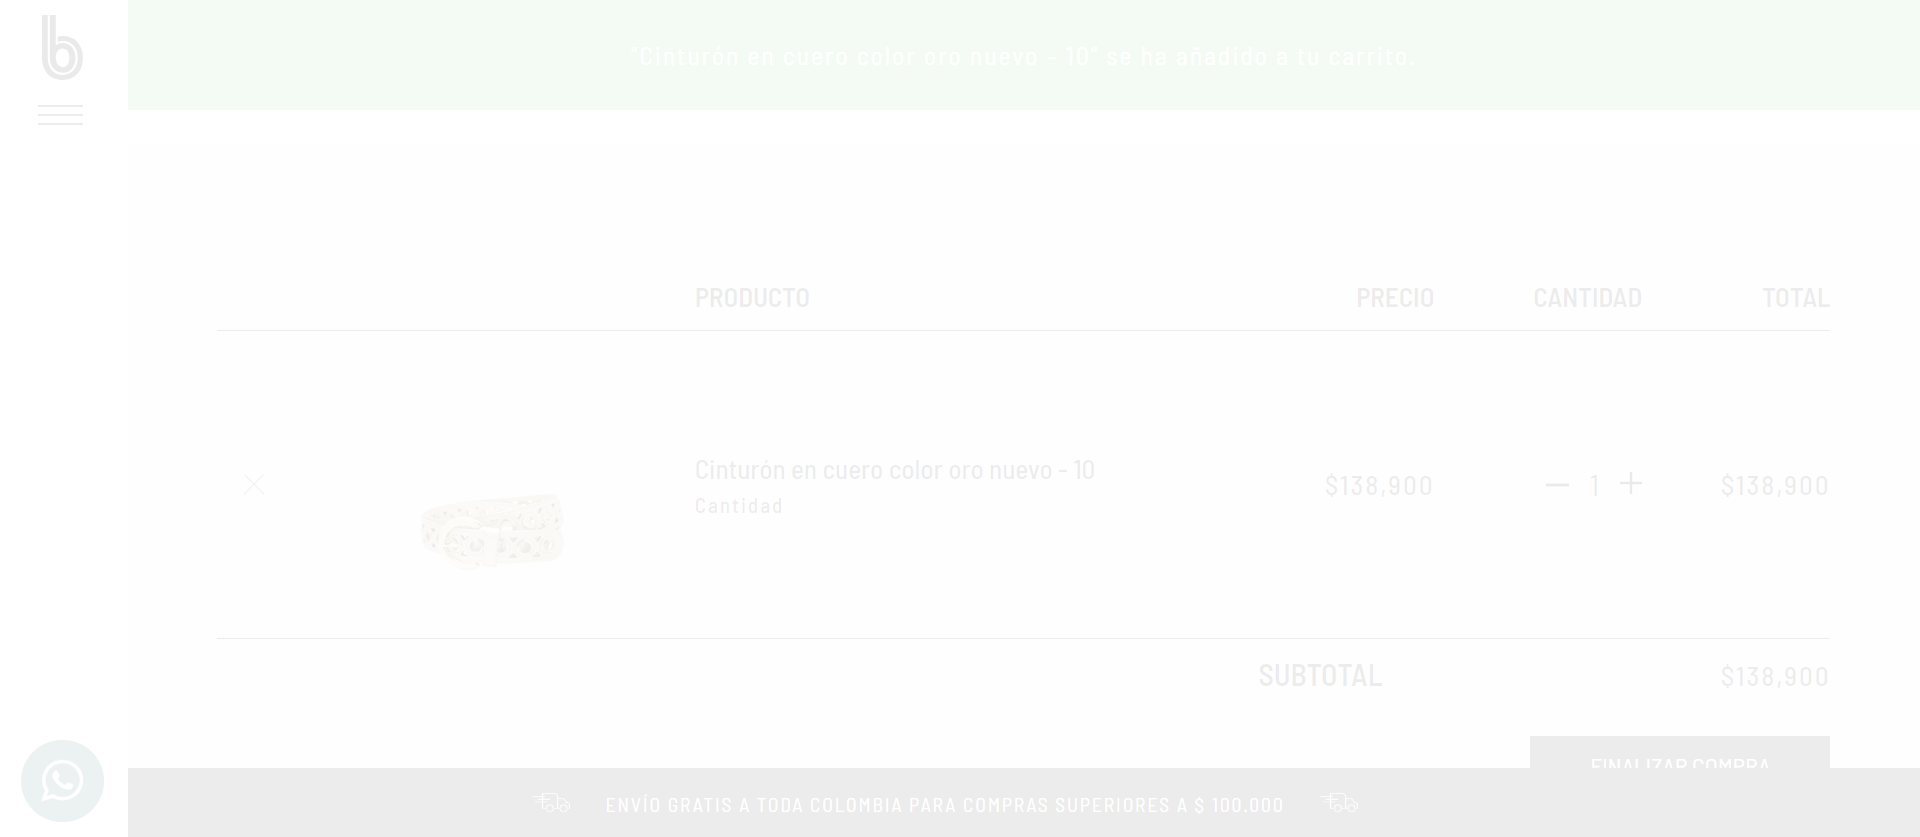 b
"Cinturón en cuero color oro nuevo - 10" se ha añadido a tu carrito.
PRODUCTO PRECIO CANTIDAD TOTAL
Cinturón en cuero color oro nuevo - 10
Cantidad
$138,900 1 $138,900
SUBTOTAL $138,900
FINALIZAR COMPRA
ENVÍO GRATIS A TODA COLOMBIA PARA COMPRAS SUPERIORES A $ 100.000